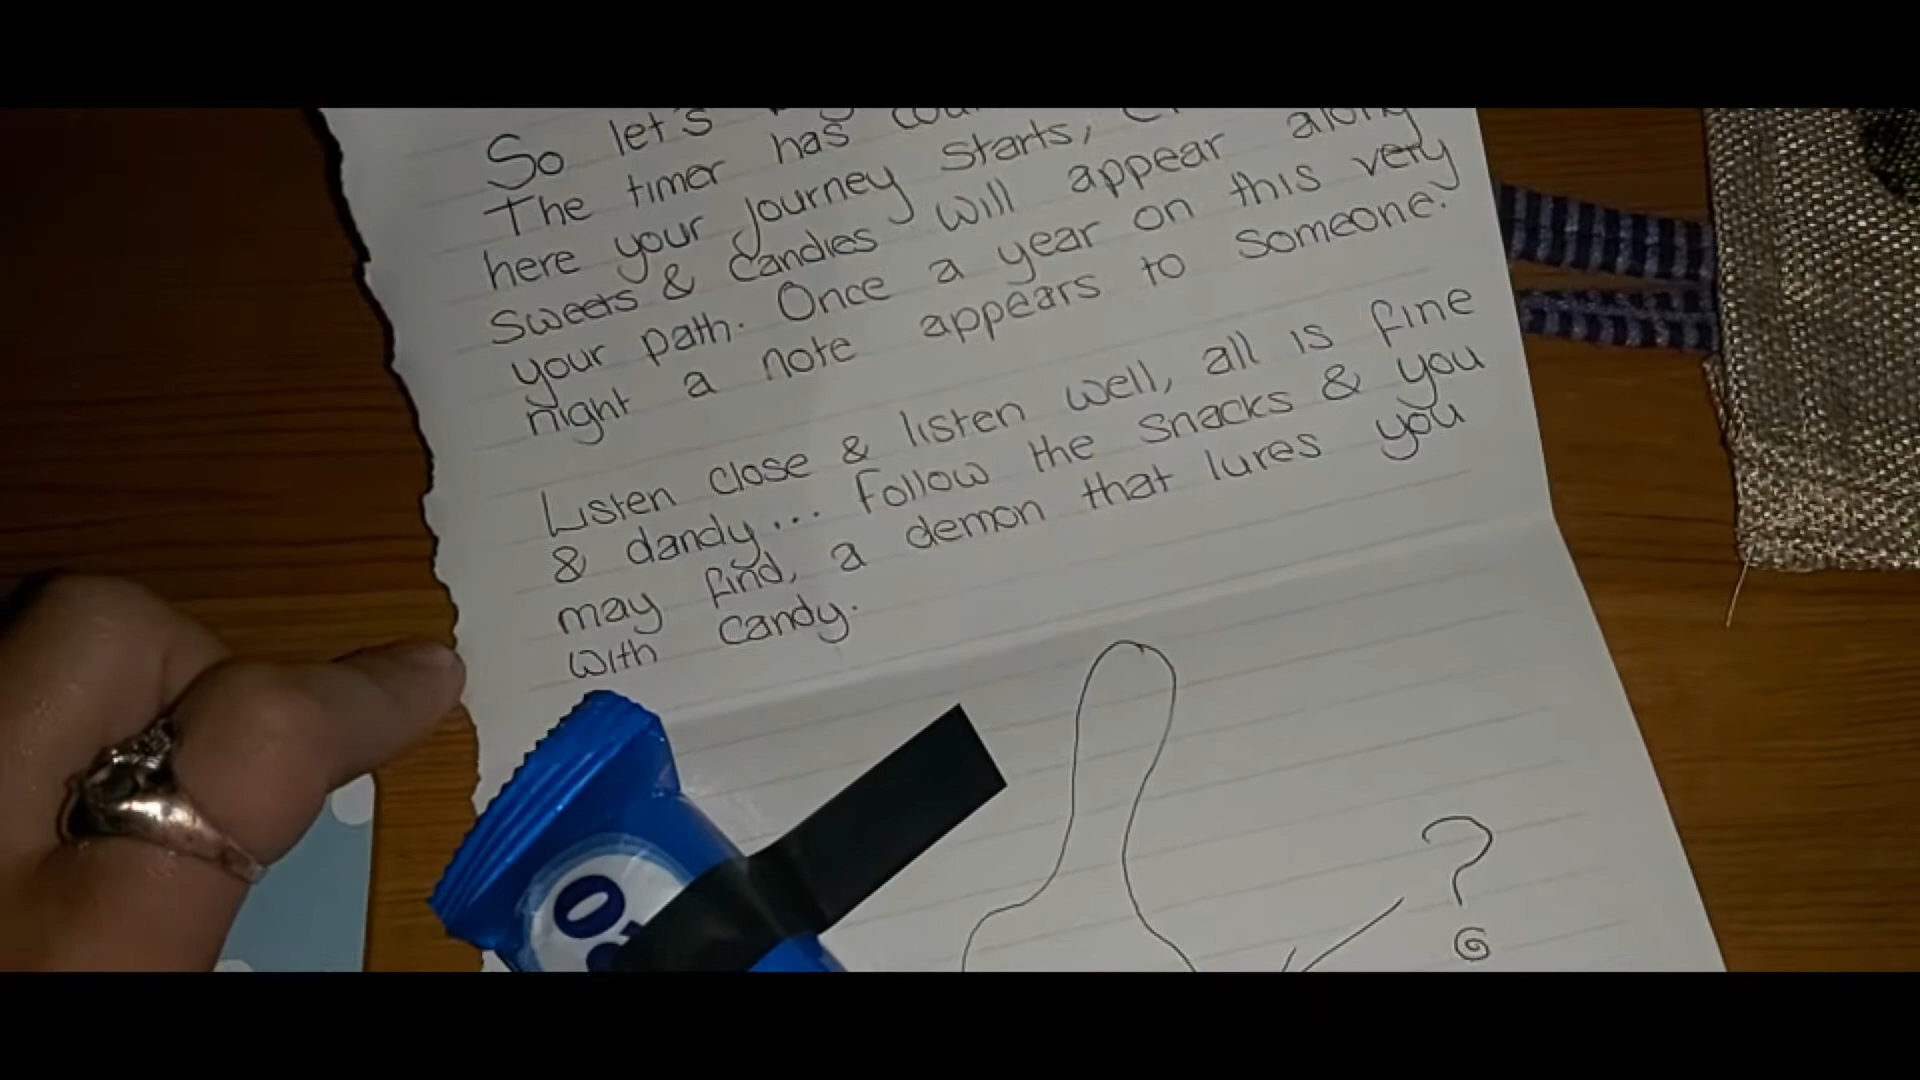 So let's
The timer has
here your journey starts,
sweets & candies will appear along
your path. Once a year on this very
night a note appears to someone.
Listen close & listen well, all is fine
& dandy... Follow the snacks & you
may find, a demon that lures you
with candy.
?